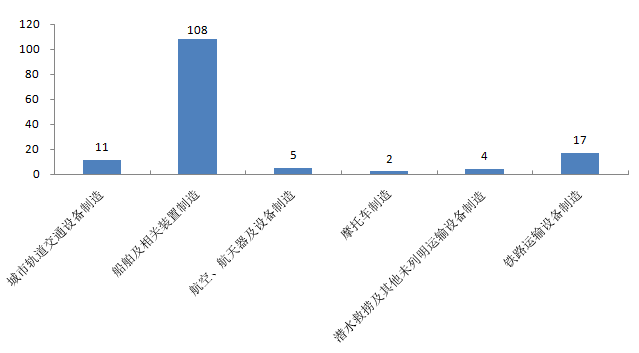 120
100
80
60
40
20
0
11
108
5
2
4
17
城市轨道交通设备制造
船舶及相关装置制造
航空、航天器及设备制造
摩托车制造
潜水救捞及其他未列明运输设备制造
铁路运输设备制造